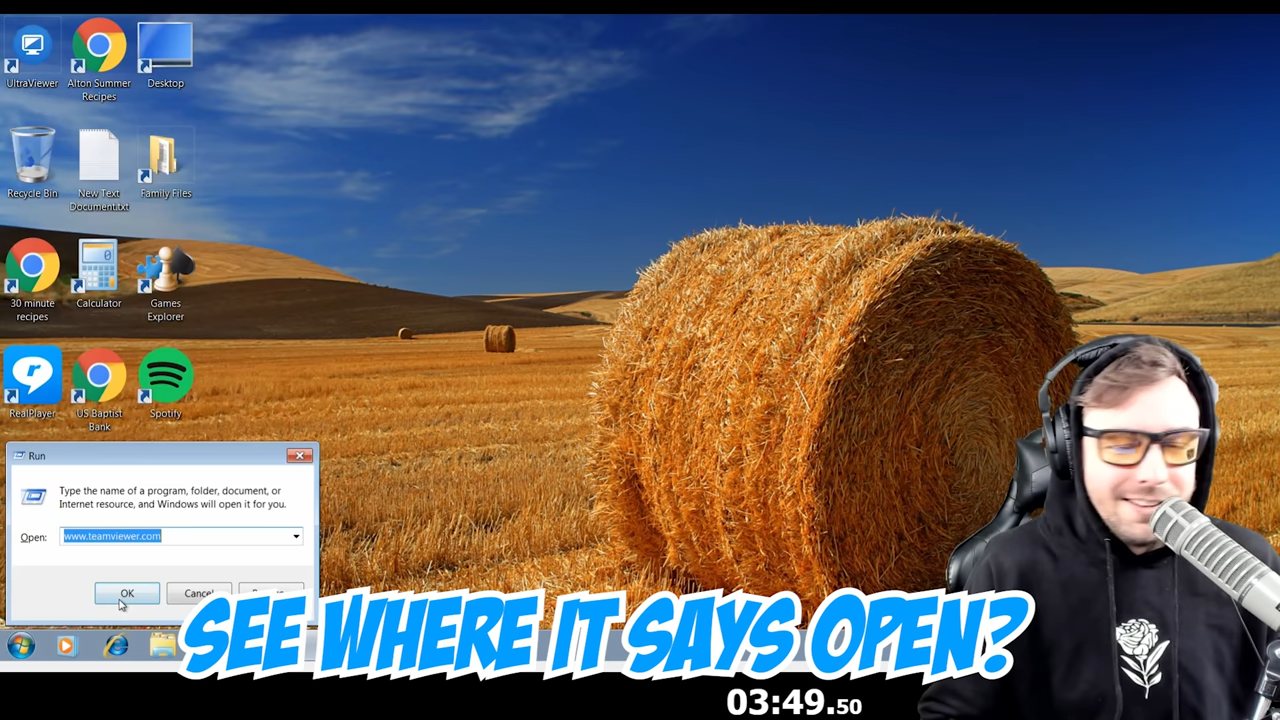 UltraViewer
Alton Summer
Recipes
Desktop
Recycle Bin
New Text
Document.txt
Family Files
30 minute
recipes
Calculator
Games
Explorer
RealPlayer
US Baptist
Bank
Spotify
Run
Type the name of a program, folder, document, or
Internet resource, and Windows will open it for you.
Open:
www.teamviewer.com
OK
Cancel
SEE WHERE IT SAYS OPEN?
03:49.50